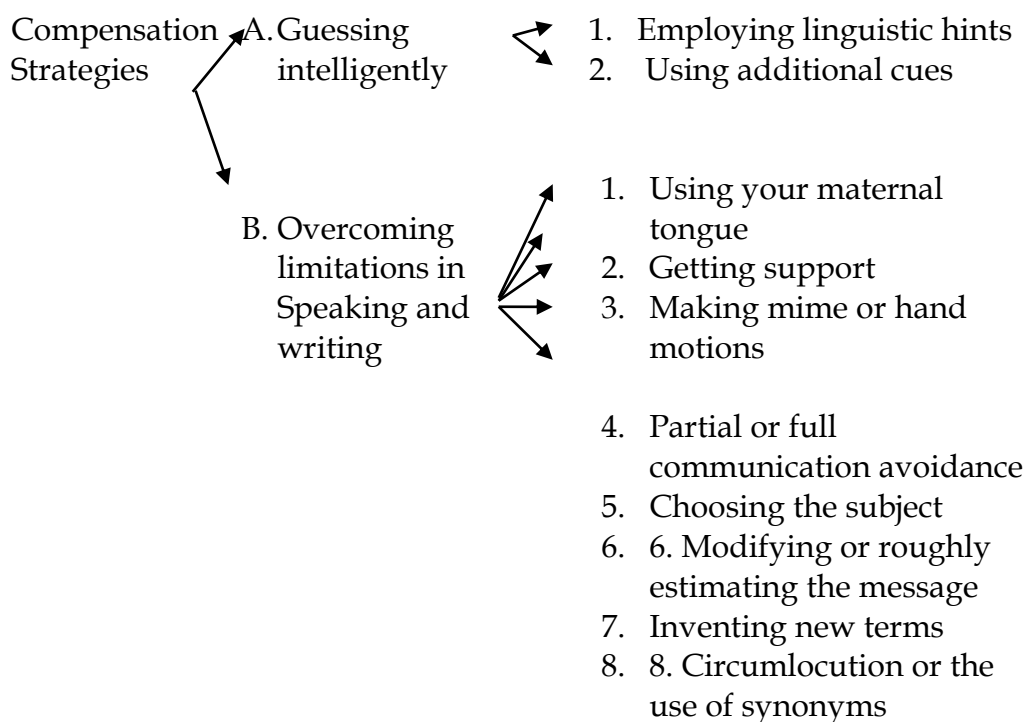 Compensation
Strategies
A. Guessing
intelligently
1. Employing linguistic hints
2. Using additional cues
B. Overcoming
limitations in
Speaking and
writing
1. Using your maternal
tongue
2. Getting support
3. Making mime or hand
motions
4. Partial or full
communication avoidance
5. Choosing the subject
6. 6. Modifying or roughly
estimating the message
7. Inventing new terms
8. 8. Circumlocution or the
use of synonyms